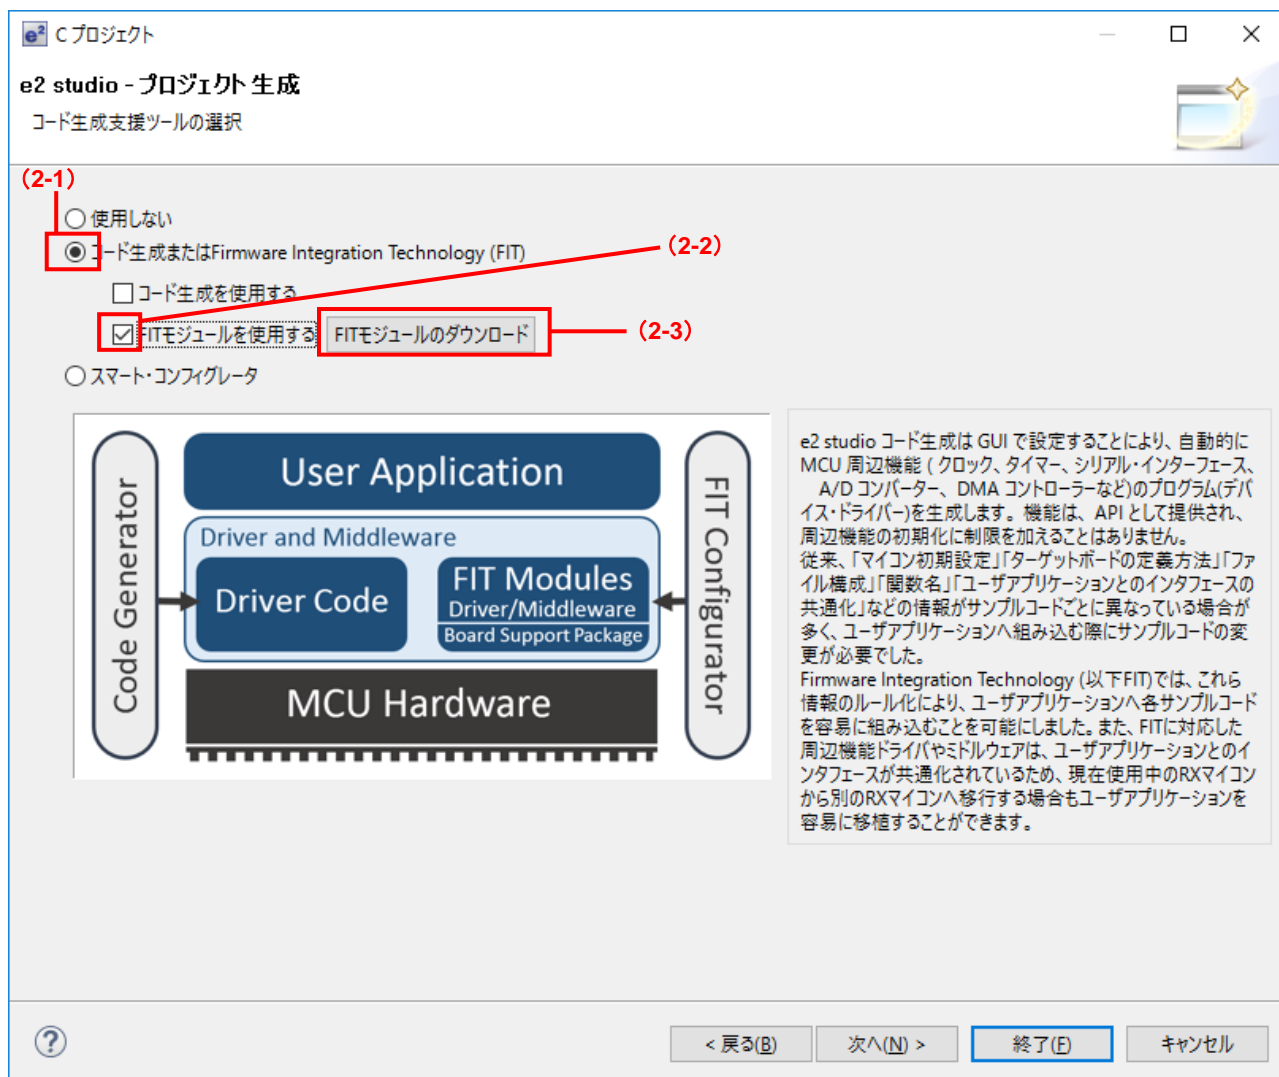 e² C プロジェクト
e2 studio - プロジェクト 生成
コード生成支援ツールの選択
（2-1）
使用しない
コード生成またはFirmware Integration Technology (FIT)
（2-2）
コード生成を使用する
FITモジュールを使用する FITモジュールのダウンロード
（2-3）
スマート・コンフィグレータ
Code Generator
User Application
Driver and Middleware
Driver Code
FIT Modules
Driver/Middleware
Board Support Package
MCU Hardware
FIT Configurator
e2 studio コード生成は GUI で設定することにより、自動的に
MCU 周辺機能 ( クロック、タイマー、シリアル・インターフェース、
A/D コンバーター、 DMA コントローラーなど)のプログラム(デバ
イス・ドライバー)を生成します。機能は、API として提供され、
周辺機能の初期化に制限を加えることはありません。
従来、「マイコン初期設定」「ターゲットボードの定義方法」「ファ
イル構成」「関数名」「ユーザアプリケーションとのインタフェースの
共通化」などの情報がサンプルコードごとに異なっている場合が
多く、ユーザアプリケーションへ組み込む際にサンプルコードの変
更が必要でした。
Firmware Integration Technology (以下FIT)では、これら
情報のルール化により、ユーザアプリケーションへ各サンプルコード
を容易に組み込むことを可能にしました。また、FITに対応した
周辺機能ドライバやミドルウェアは、ユーザアプリケーションとのイ
ンタフェースが共通化されているため、現在使用中のRXマイコン
から別のRXマイコンへ移行する場合もユーザアプリケーションを
容易に移植することができます。
?
< 戻る(B) 次へ(N) > 終了(F) キャンセル